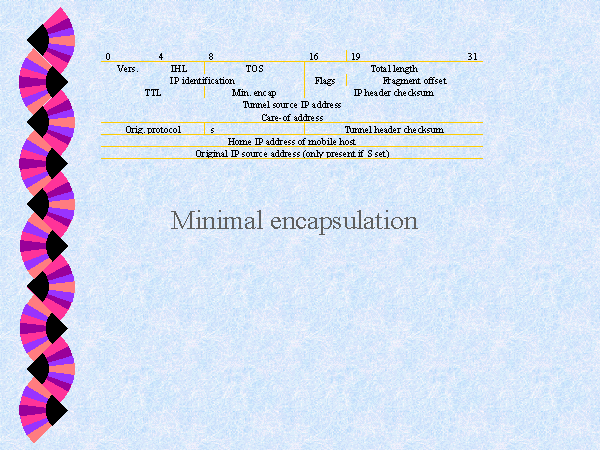 0 4 8 16 19 31
Vers. IHL TOS Total length
IP identification Flags Fragment offset
TTL Min. encap IP header checksum
Tunnel source IP address
Care-of address
Orig. protocol s Tunnel header checksum
Home IP address of mobile host
Original IP source address (only present if S set)
Minimal encapsulation